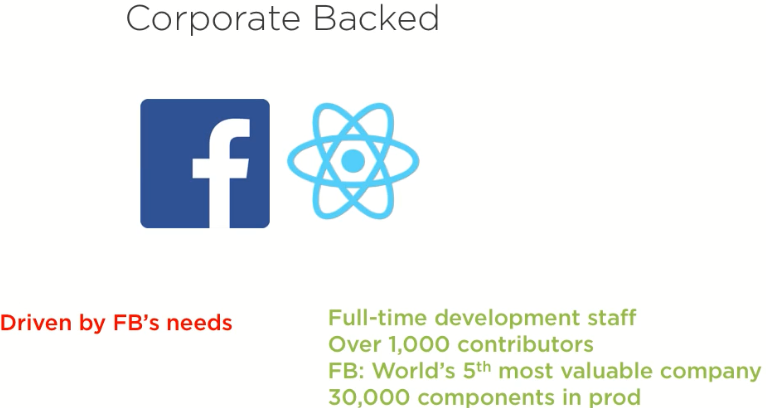 Corporate Backed
f
Driven by FB's needs
Full-time development staff
Over 1,000 contributors
FB: World's 5th most valuable company
30,000 components in prod